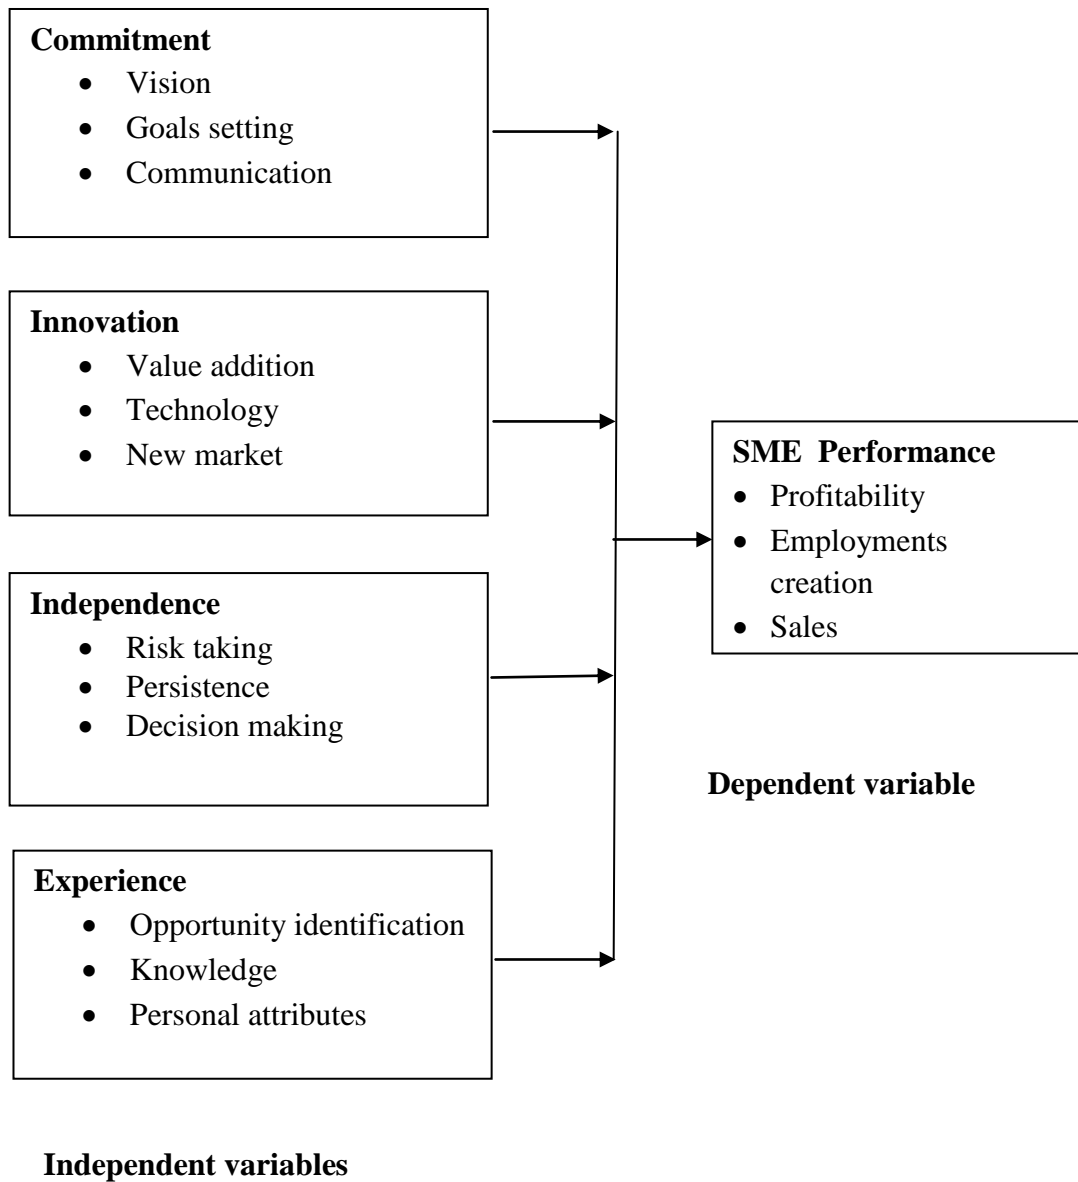 Commitment
• Vision
• Goals setting
• Communication
Innovation
• Value addition
• Technology
• New market
Independence
• Risk taking
• Persistence
• Decision making
Experience
• Opportunity identification
• Knowledge
• Personal attributes
Independent variables
SME  Performance
• Profitability
• Employments
creation
• Sales
Dependent variable